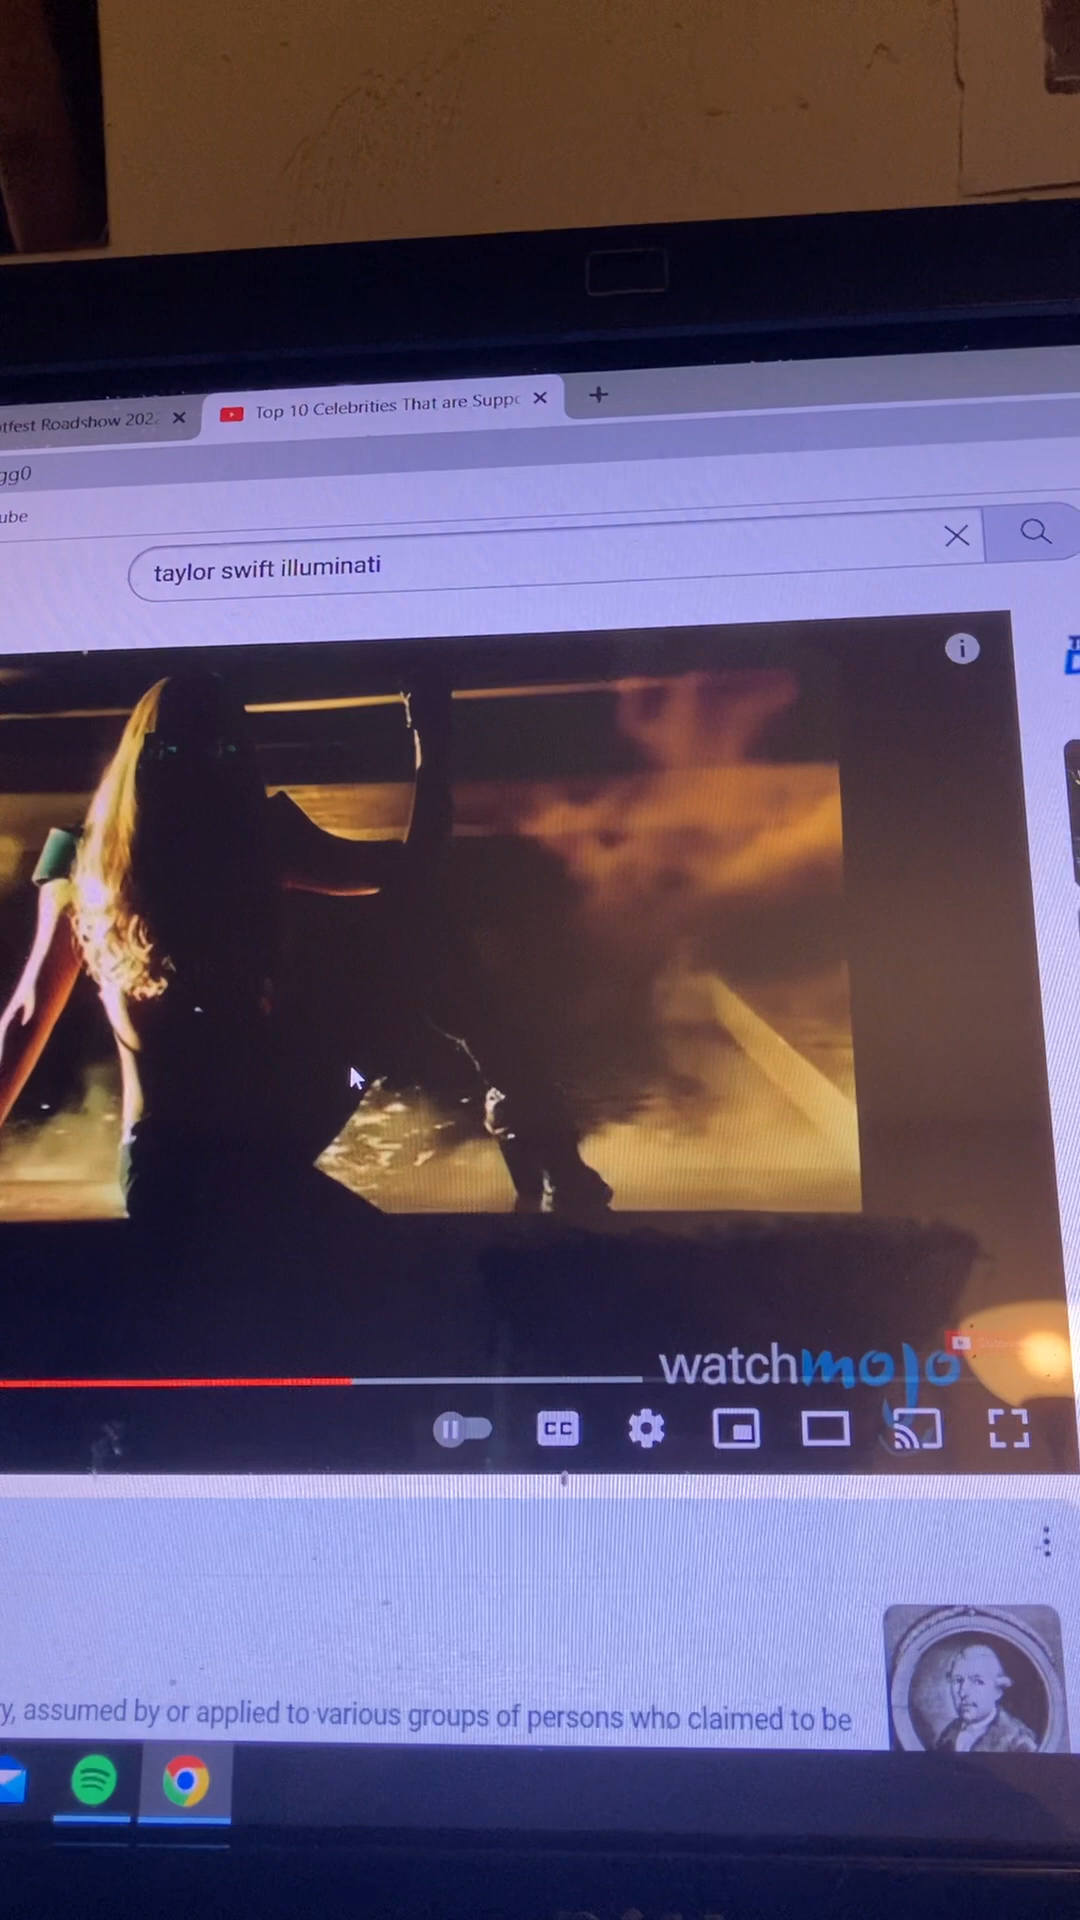 tfest Roadshow 202
Top 10 Celebrities That are Supp
gg0
ube
taylor swift illuminati
i
watchmojo
CC
y, assumed by or applied to various groups of persons who claimed to be